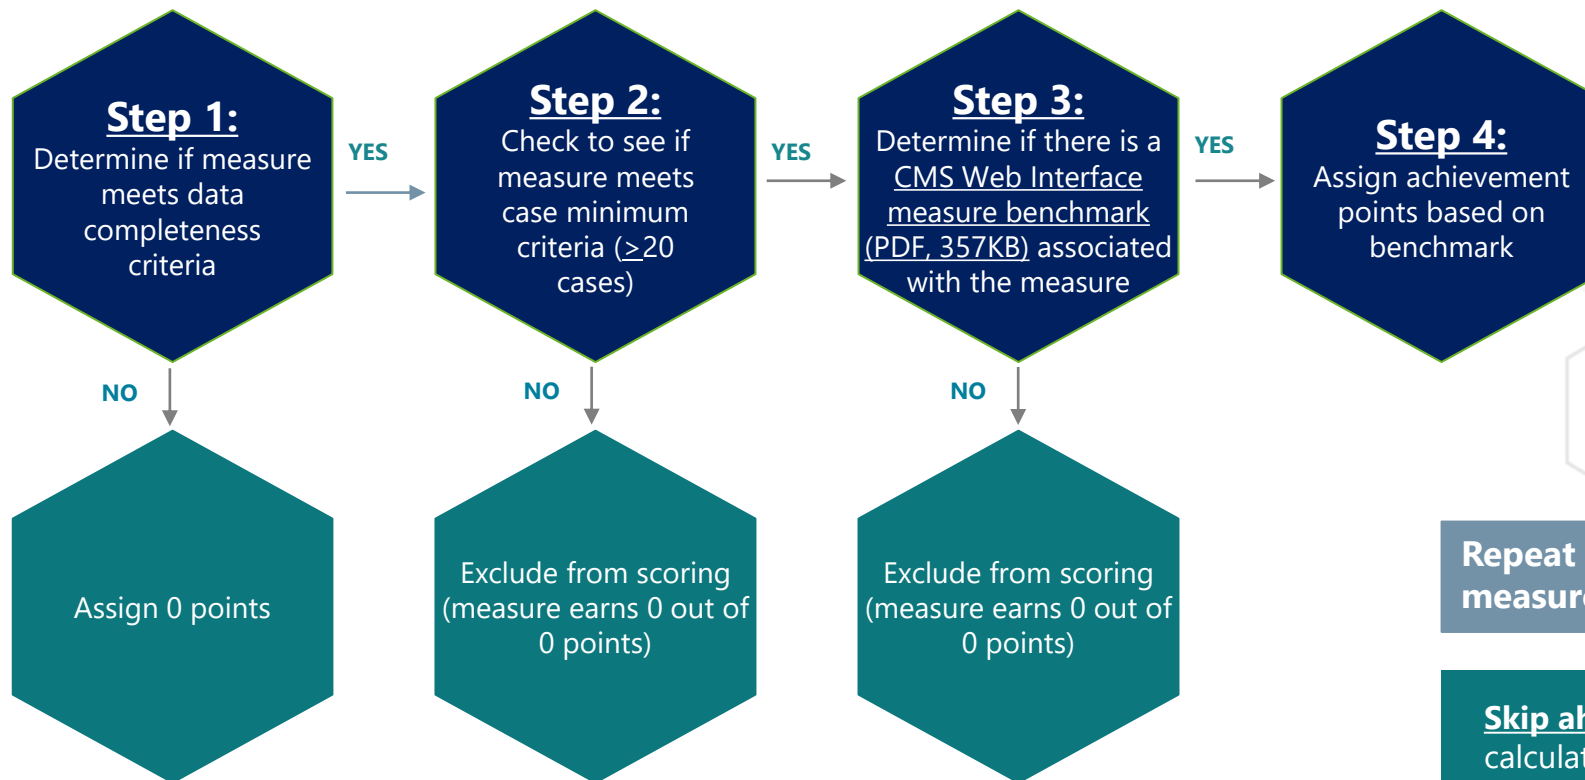 Step 1:
Determine if measure
meets data
completeness
criteria
YES
Step 2:
Check to see if
measure meets
case minimum
criteria (>20
cases)
YES
Step 3:
Determine if there is a
CMS Web Interface
measure benchmark
(PDF, 357KB) associated
with the measure
YES
Step 4:
Assign achievement
points based on
benchmark
NO
NO
NO
Assign 0 points
Exclude from scoring
(measure earns 0 out of
0 points)
Exclude from scoring
(measure earns 0 out of
0 points)
Repeat
measure
Skip ah
calculat